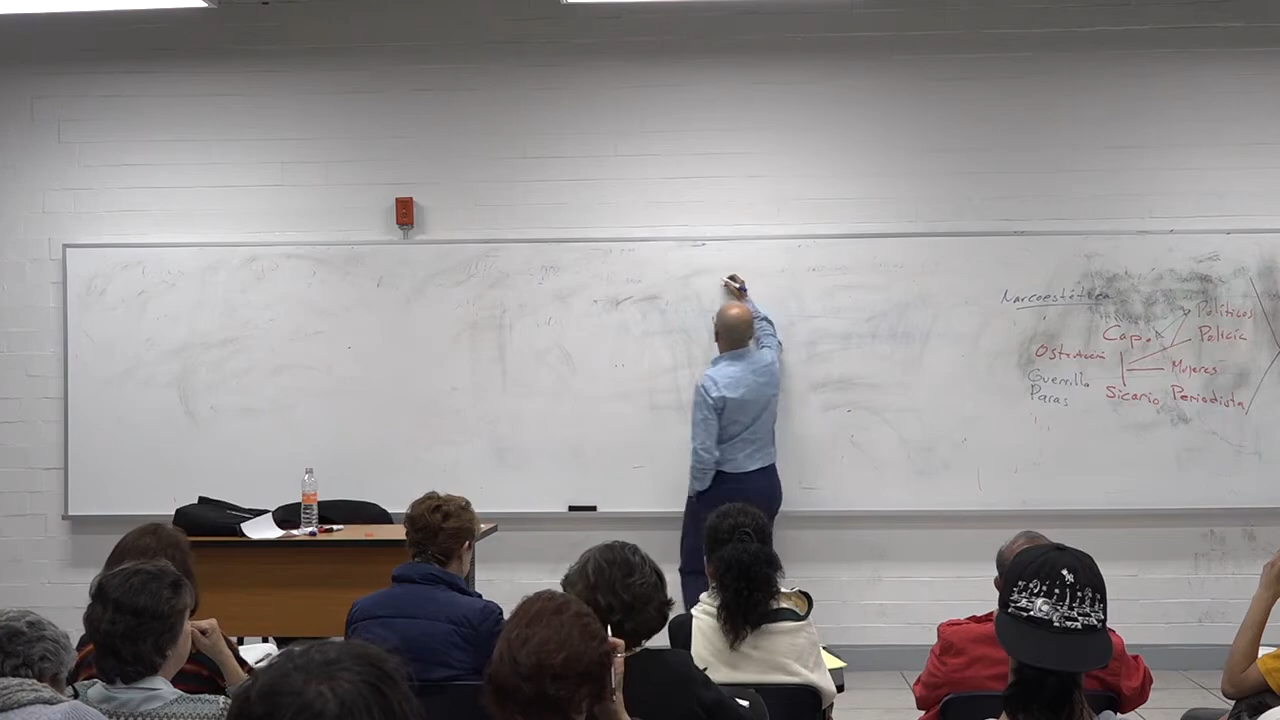 Narcoestética
Políticos
Capo Policía
Ostentación
Mujeres
Guerrilla
Paras Sicario Periodista